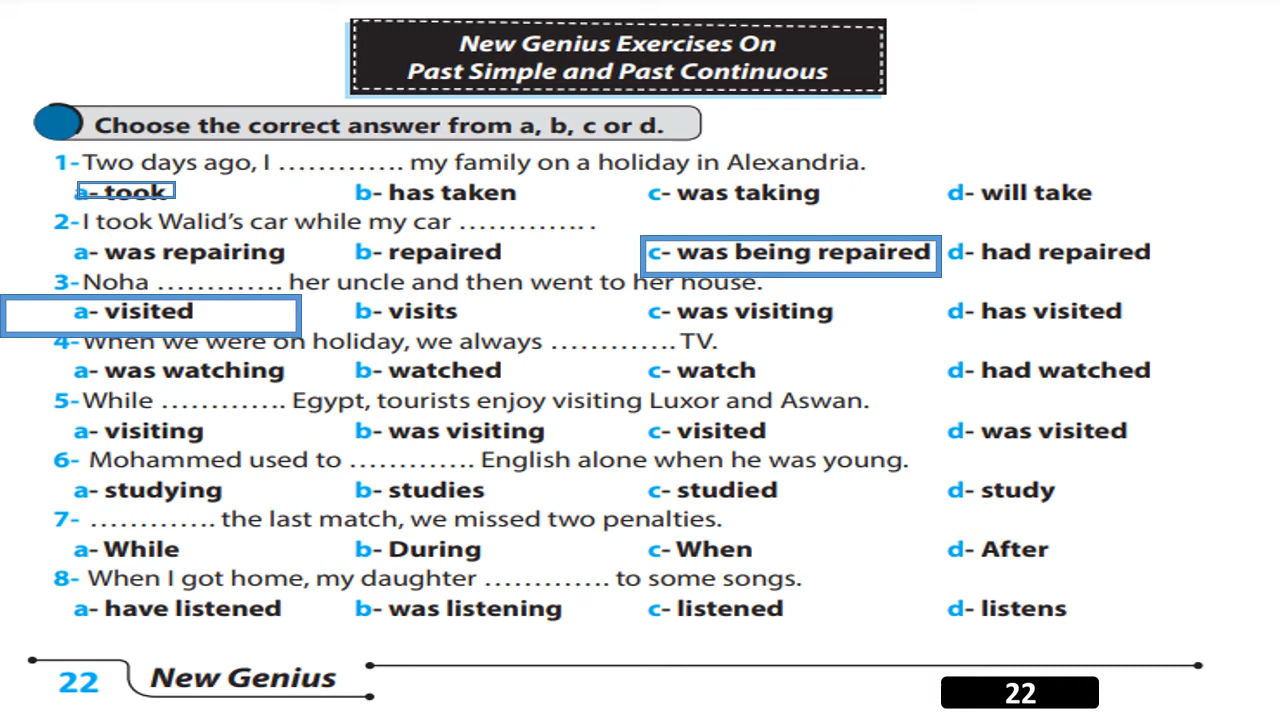 New Genius Exercises On
Past Simple and Past Continuous
Choose the correct answer from a, b, c or d.
1- Two days ago, I ............. my family on a holiday in Alexandria.
a- took b- has taken c- was taking d- will take
2- I took Walid's car while my car ............. .
a- was repairing b- repaired c- was being repaired d- had repaired
3- Noha ............. her uncle and then went to her house.
a- visited b- visits c- was visiting d- has visited
4- When we were on holiday, we always ............. TV.
a- was watching b- watched c- watch d- had watched
5- While ............. Egypt, tourists enjoy visiting Luxor and Aswan.
a- visiting b- was visiting c- visited d- was visited
6- Mohammed used to ............. English alone when he was young.
a- studying b- studies c- studied d- study
7- ............. the last match, we missed two penalties.
a- While b- During c- When d- After
8- When I got home, my daughter ............. to some songs.
a- have listened b- was listening c- listened d- listens
22 New Genius
22